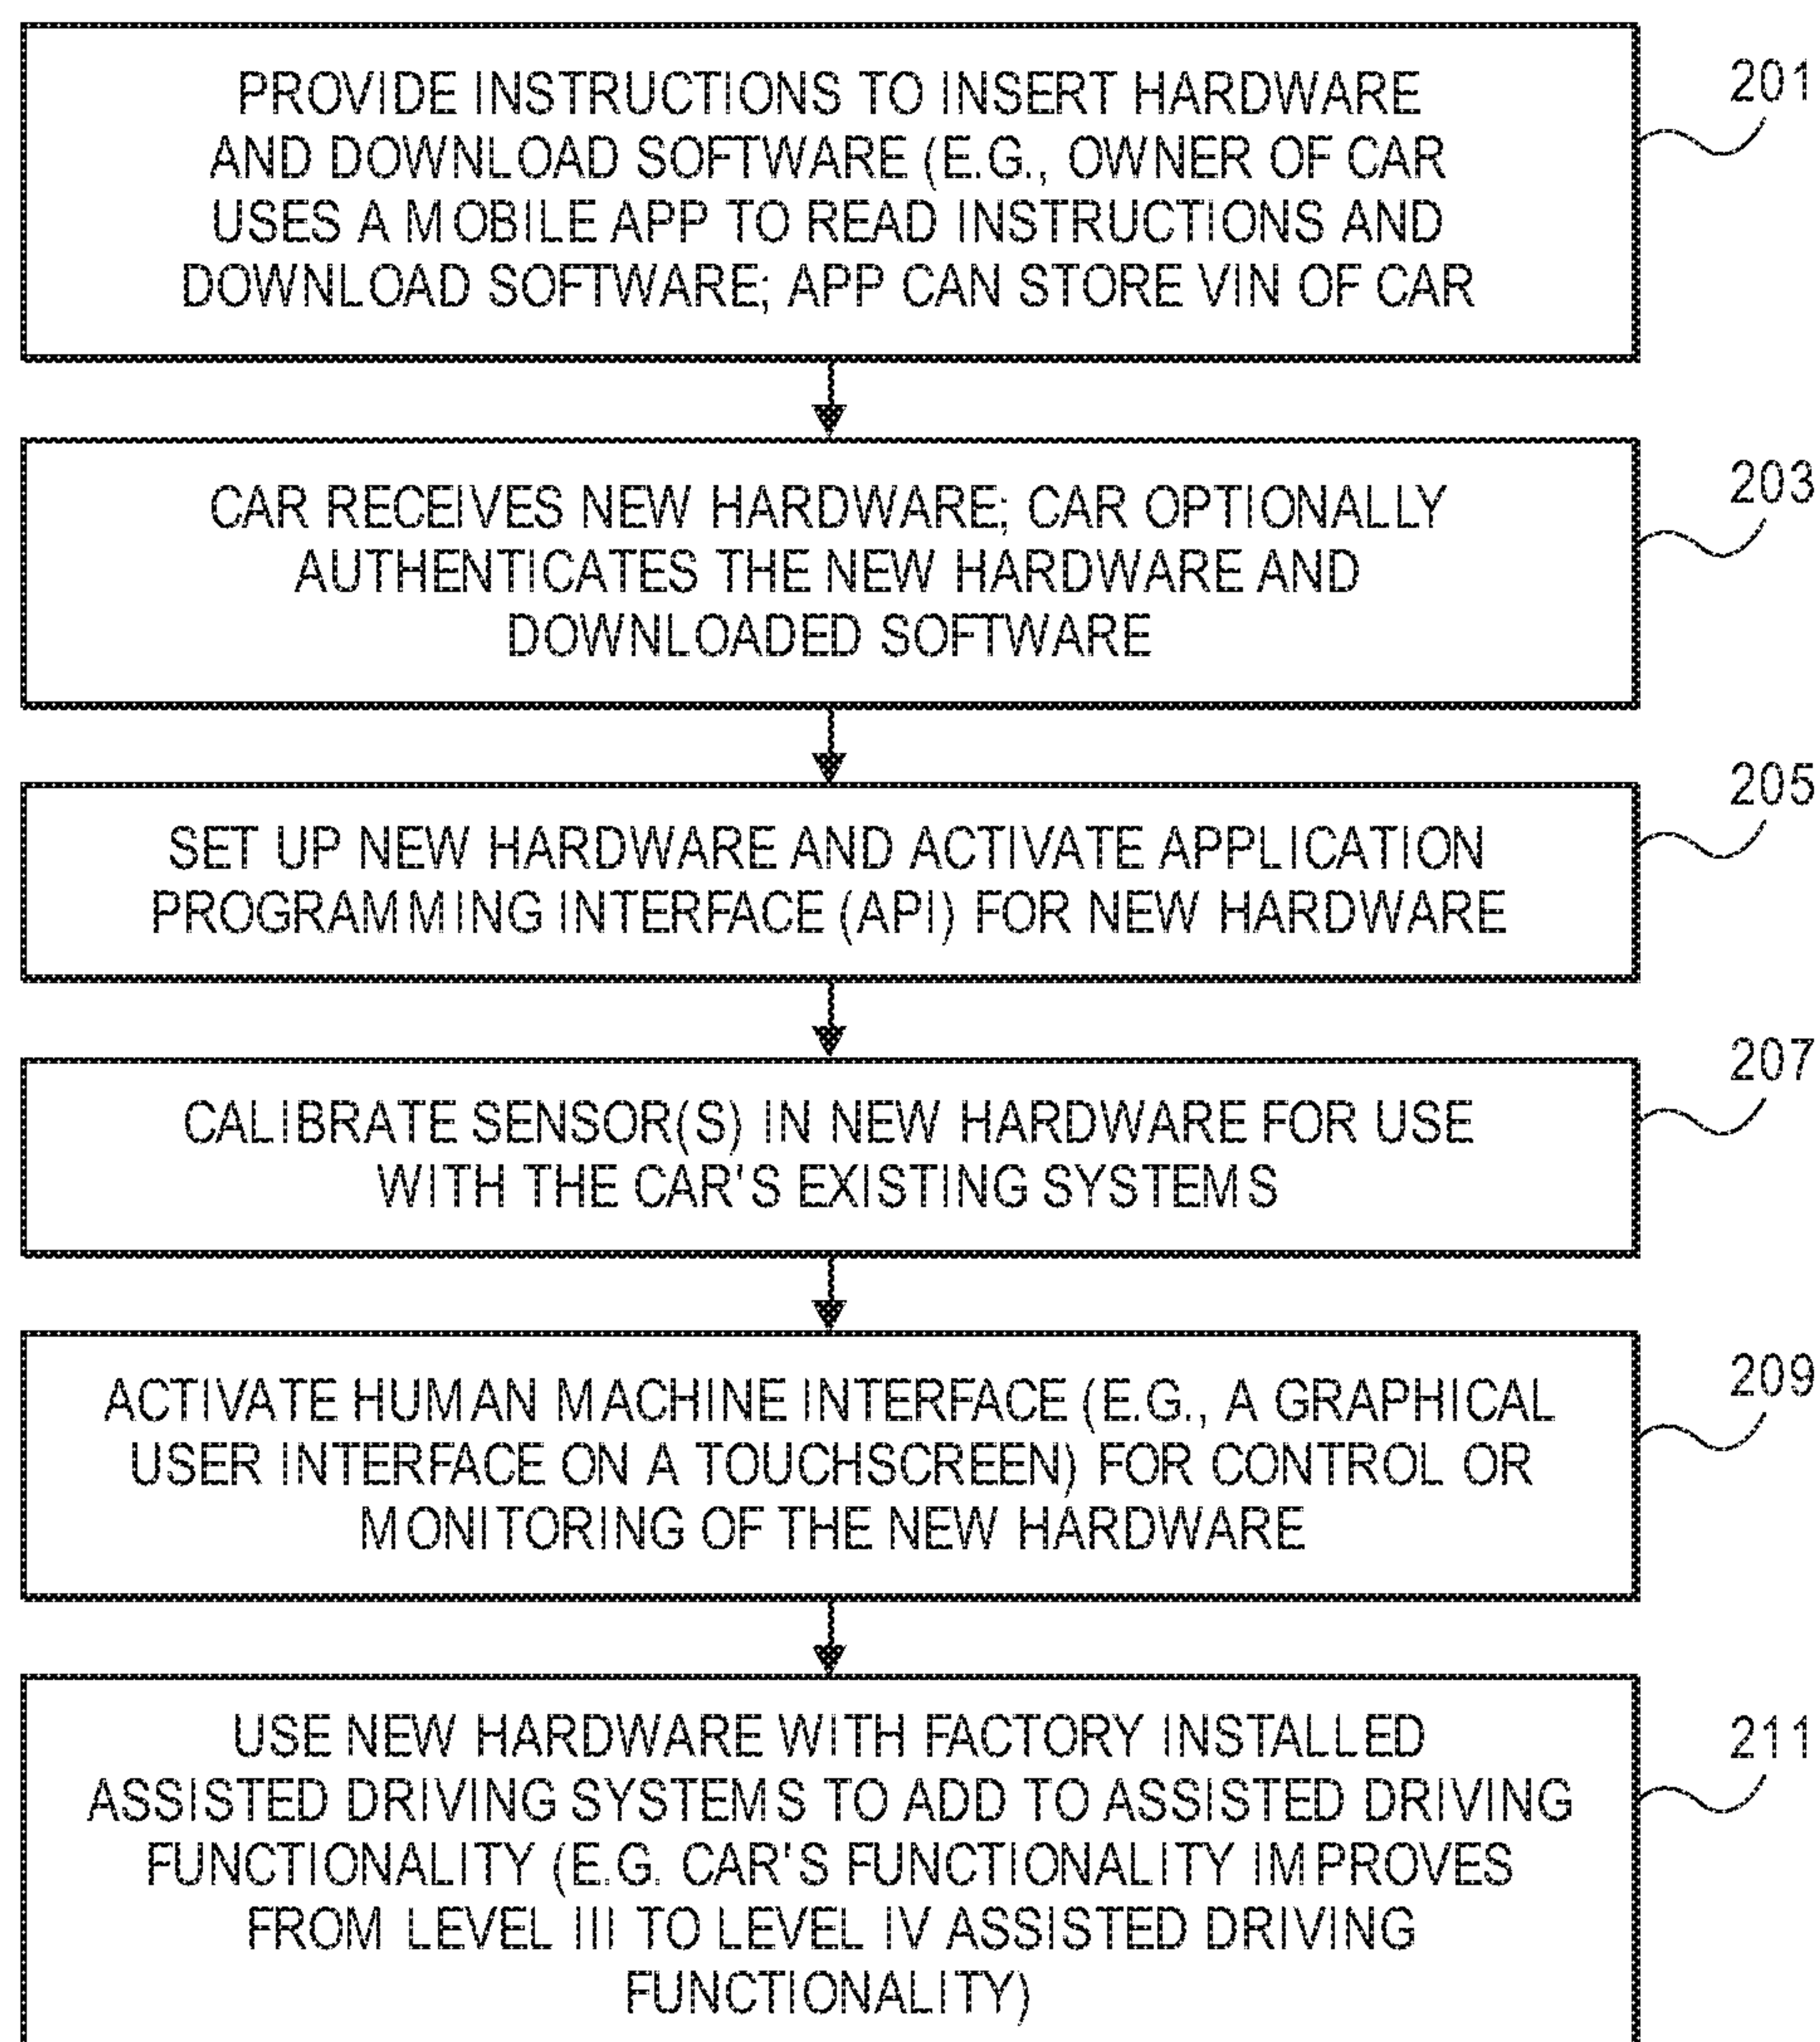 PROVIDE INSTRUCTIONS TO INSERT HARDWARE
AND DOWNLOAD SOFTWARE (E.G., OWNER OF CAR
USES A MOBILE APP TO READ INSTRUCTIONS AND
DOWNLOAD SOFTWARE; APP CAN STORE VIN OF CAR
201
CAR RECEIVES NEW HARDWARE; CAR OPTIONALLY
AUTHENTICATES THE NEW HARDWARE AND
DOWNLOADED SOFTWARE
203
SET UP NEW HARDWARE AND ACTIVATE APPLICATION
PROGRAMMING INTERFACE (API) FOR NEW HARDWARE
205
CALIBRATE SENSOR(S) IN NEW HARDWARE FOR USE
WITH THE CAR'S EXISTING SYSTEMS
207
ACTIVATE HUMAN MACHINE INTERFACE (E.G., A GRAPHICAL
USER INTERFACE ON A TOUCHSCREEN) FOR CONTROL OR
MONITORING OF THE NEW HARDWARE
209
USE NEW HARDWARE WITH FACTORY INSTALLED
ASSISTED DRIVING SYSTEMS TO ADD TO ASSISTED DRIVING
FUNCTIONALITY (E.G. CAR'S FUNCTIONALITY IMPROVES
FROM LEVEL III TO LEVEL IV ASSISTED DRIVING
FUNCTIONALITY)
211